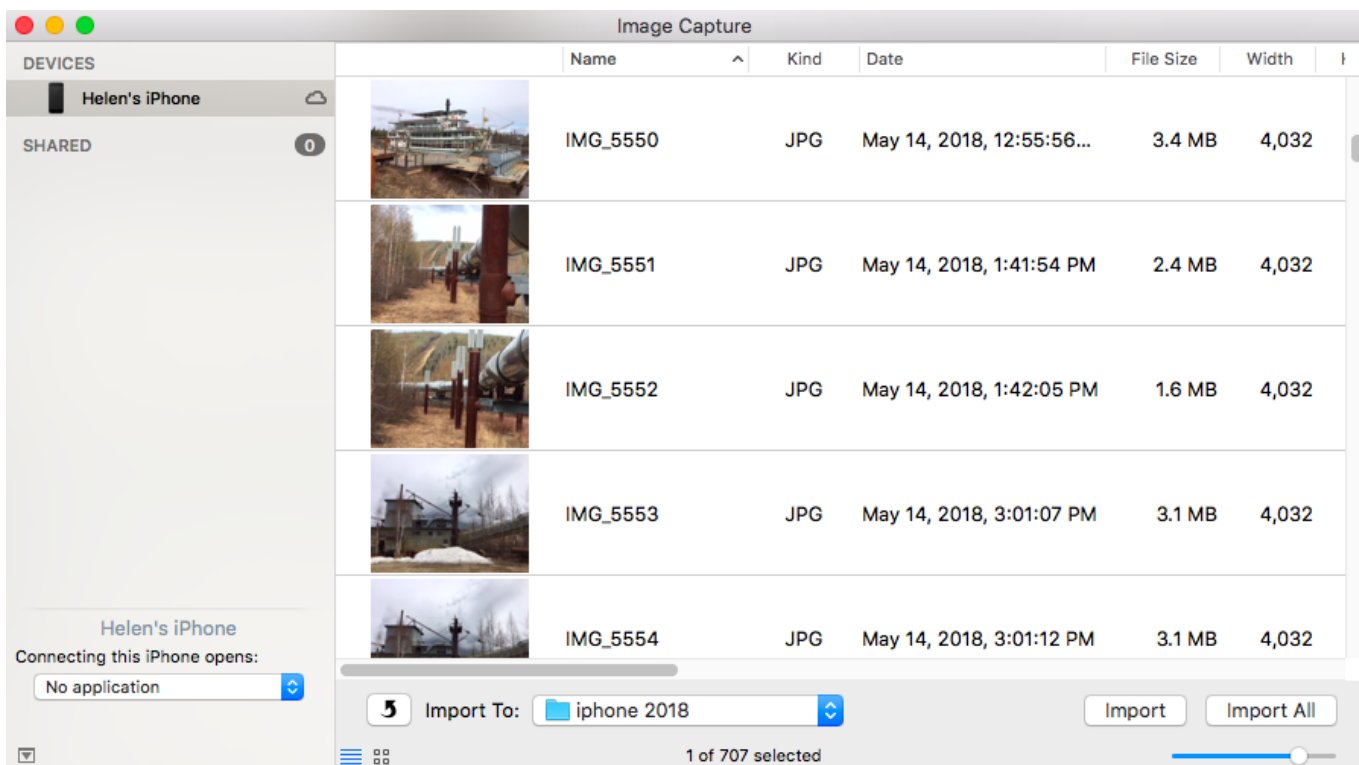 Image Capture
DEVICES
Helen's iPhone
SHARED 0
Name Kind Date File Size Width
IMG_5550 JPG May 14, 2018, 12:55:56... 3.4 MB 4,032
IMG_5551 JPG May 14, 2018, 1:41:54 PM 2.4 MB 4,032
IMG_5552 JPG May 14, 2018, 1:42:05 PM 1.6 MB 4,032
IMG_5553 JPG May 14, 2018, 3:01:07 PM 3.1 MB 4,032
IMG_5554 JPG May 14, 2018, 3:01:12 PM 3.1 MB 4,032
Helen's iPhone
Connecting this iPhone opens:
No application
Import To: iphone 2018 Import Import All
1 of 707 selected